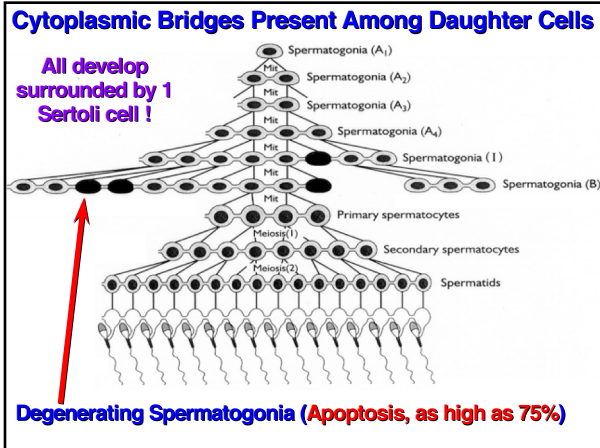 Cytoplasmic Bridges Present Among Daughter Cells
All develop
surrounded by 1
Sertoli cell !
Spermatogonia (A₁)
Mit
Spermatogonia (A₂)
Mit
Spermatogonia (A₃)
Mit
Spermatogonia (A₄)
Mit
Spermatogonia (I)
Mit
Spermatogonia (B)
Mit
Primary spermatocytes
Meiosis(1)
Secondary spermatocytes
Meiosis(2)
Spermatids
Degenerating Spermatogonia (Apoptosis, as high as 75%)